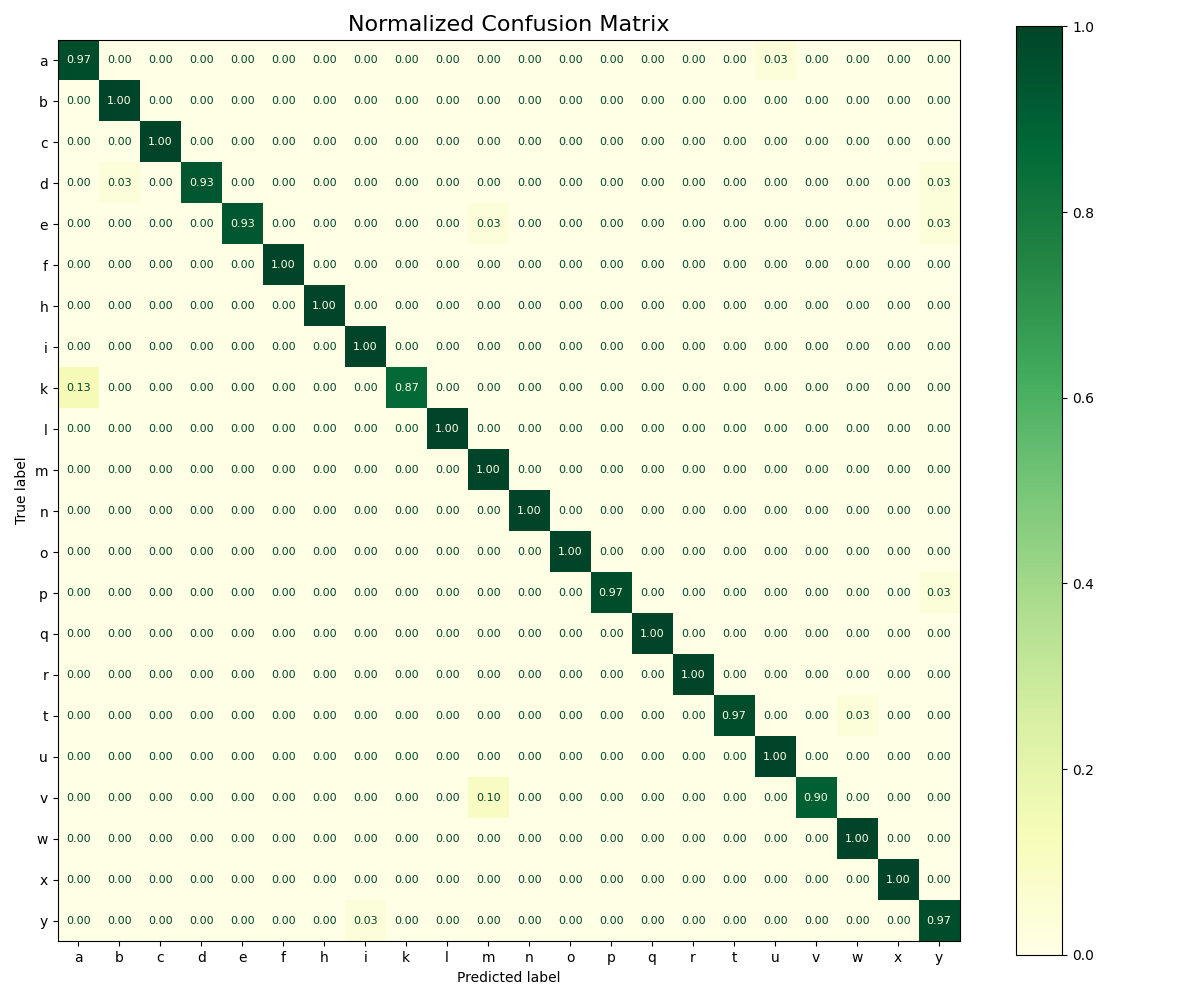 Normalized Confusion Matrix
a 0.97 0.00 0.00 0.00 0.00 0.00 0.00 0.00 0.00 0.00 0.00 0.00 0.00 0.00 0.00 0.00 0.00 0.03 0.00 0.00 0.00 0.00
b 0.00 1.00 0.00 0.00 0.00 0.00 0.00 0.00 0.00 0.00 0.00 0.00 0.00 0.00 0.00 0.00 0.00 0.00 0.00 0.00 0.00 0.00
c 0.00 0.00 1.00 0.00 0.00 0.00 0.00 0.00 0.00 0.00 0.00 0.00 0.00 0.00 0.00 0.00 0.00 0.00 0.00 0.00 0.00 0.00
d 0.00 0.03 0.00 0.93 0.00 0.00 0.00 0.00 0.00 0.00 0.00 0.00 0.00 0.00 0.00 0.00 0.00 0.00 0.00 0.00 0.00 0.03
e 0.00 0.00 0.00 0.00 0.93 0.00 0.00 0.00 0.00 0.00 0.03 0.00 0.00 0.00 0.00 0.00 0.00 0.00 0.00 0.00 0.00 0.03
f 0.00 0.00 0.00 0.00 0.00 1.00 0.00 0.00 0.00 0.00 0.00 0.00 0.00 0.00 0.00 0.00 0.00 0.00 0.00 0.00 0.00 0.00
h 0.00 0.00 0.00 0.00 0.00 0.00 1.00 0.00 0.00 0.00 0.00 0.00 0.00 0.00 0.00 0.00 0.00 0.00 0.00 0.00 0.00 0.00
i 0.00 0.00 0.00 0.00 0.00 0.00 0.00 1.00 0.00 0.00 0.00 0.00 0.00 0.00 0.00 0.00 0.00 0.00 0.00 0.00 0.00 0.00
k 0.13 0.00 0.00 0.00 0.00 0.00 0.00 0.00 0.87 0.00 0.00 0.00 0.00 0.00 0.00 0.00 0.00 0.00 0.00 0.00 0.00 0.00
l 0.00 0.00 0.00 0.00 0.00 0.00 0.00 0.00 0.00 1.00 0.00 0.00 0.00 0.00 0.00 0.00 0.00 0.00 0.00 0.00 0.00 0.00
m 0.00 0.00 0.00 0.00 0.00 0.00 0.00 0.00 0.00 0.00 1.00 0.00 0.00 0.00 0.00 0.00 0.00 0.00 0.00 0.00 0.00 0.00
n 0.00 0.00 0.00 0.00 0.00 0.00 0.00 0.00 0.00 0.00 0.00 1.00 0.00 0.00 0.00 0.00 0.00 0.00 0.00 0.00 0.00 0.00
o 0.00 0.00 0.00 0.00 0.00 0.00 0.00 0.00 0.00 0.00 0.00 0.00 1.00 0.00 0.00 0.00 0.00 0.00 0.00 0.00 0.00 0.00
p 0.00 0.00 0.00 0.00 0.00 0.00 0.00 0.00 0.00 0.00 0.00 0.00 0.00 0.97 0.00 0.00 0.00 0.00 0.00 0.00 0.00 0.03
q 0.00 0.00 0.00 0.00 0.00 0.00 0.00 0.00 0.00 0.00 0.00 0.00 0.00 0.00 1.00 0.00 0.00 0.00 0.00 0.00 0.00 0.00
r 0.00 0.00 0.00 0.00 0.00 0.00 0.00 0.00 0.00 0.00 0.00 0.00 0.00 0.00 0.00 1.00 0.00 0.00 0.00 0.00 0.00 0.00
t 0.00 0.00 0.00 0.00 0.00 0.00 0.00 0.00 0.00 0.00 0.00 0.00 0.00 0.00 0.00 0.00 0.97 0.00 0.00 0.03 0.00 0.00
u 0.00 0.00 0.00 0.00 0.00 0.00 0.00 0.00 0.00 0.00 0.00 0.00 0.00 0.00 0.00 0.00 0.00 1.00 0.00 0.00 0.00 0.00
v 0.00 0.00 0.00 0.00 0.00 0.00 0.00 0.00 0.00 0.00 0.10 0.00 0.00 0.00 0.00 0.00 0.00 0.00 0.90 0.00 0.00 0.00
w 0.00 0.00 0.00 0.00 0.00 0.00 0.00 0.00 0.00 0.00 0.00 0.00 0.00 0.00 0.00 0.00 0.00 0.00 0.00 1.00 0.00 0.00
x 0.00 0.00 0.00 0.00 0.00 0.00 0.00 0.00 0.00 0.00 0.00 0.00 0.00 0.00 0.00 0.00 0.00 0.00 0.00 0.00 1.00 0.00
y 0.00 0.00 0.00 0.00 0.00 0.00 0.00 0.03 0.00 0.00 0.00 0.00 0.00 0.00 0.00 0.00 0.00 0.00 0.00 0.00 0.00 0.97
a b c d e f h i k l m n o p q r t u v w x y
Predicted label
True label
1.0
0.8
0.6
0.4
0.2
0.0